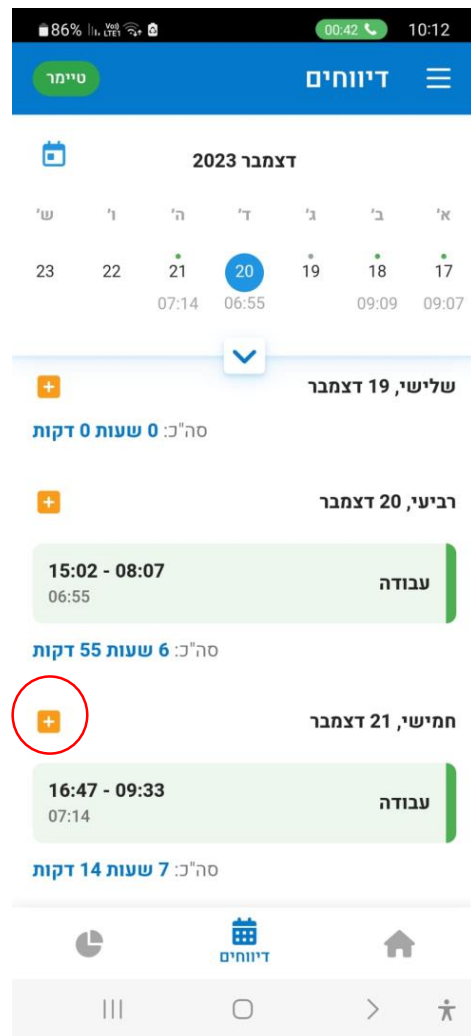 86% Vo)) LTE1 00:42 10:12
דיווחים טיימר
דצמבר 2023
א' ב' ג' ד' ה' ו' ש'
17 18 19 20 21 22 23
09:07 09:09 06:55 07:14
שלישי, 19 דצמבר
סה"כ: 0 שעות 0 דקות
רביעי, 20 דצמבר
עבודה 15:02 - 08:07
06:55
סה"כ: 6 שעות 55 דקות
חמישי, 21 דצמבר
עבודה 16:47 - 09:33
07:14
סה"כ: 7 שעות 14 דקות
דיווחים